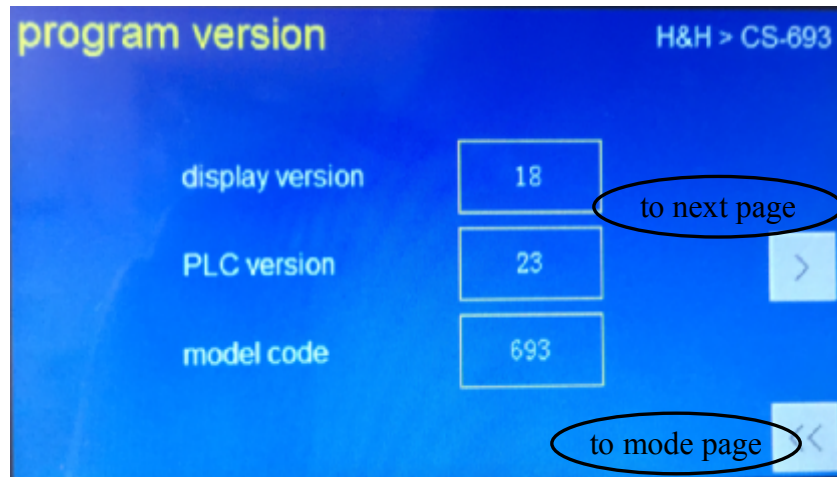 program version
H&H > CS-693
display version 18
to next page
PLC version 23
>
model code 693
to mode page
<<